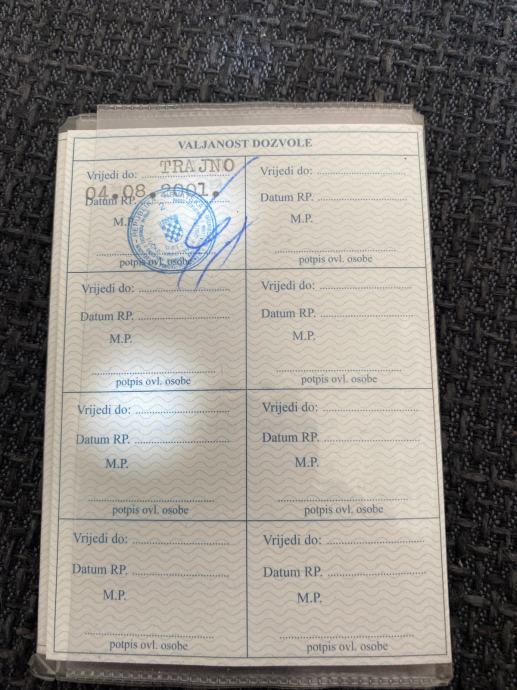 VALJANOST DOZVOLE
Vrijedi do: TRAJNO
Datum RP. 04.08.2001.
M.P.
REPUBLIKA HRVATSKA
2
potpis ovl. osobe
Vrijedi do:
Datum RP.
M.P.
potpis ovl. osobe
Vrijedi do:
Datum RP.
M.P.
potpis ovl. osobe
Vrijedi do:
Datum RP.
M.P.
potpis ovl. osobe
Vrijedi do:
Datum RP.
M.P.
potpis ovl. osobe
Vrijedi do:
Datum RP.
M.P.
potpis ovl. osobe
Vrijedi do:
Datum RP.
M.P.
potpis ovl. osobe
Vrijedi do:
Datum RP.
M.P.
potpis ovl. osobe